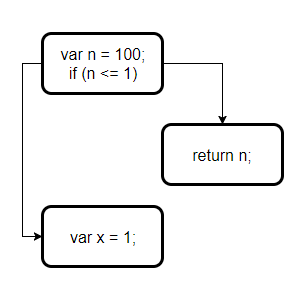 var n = 100;
if (n <= 1)
return n;
var x = 1;